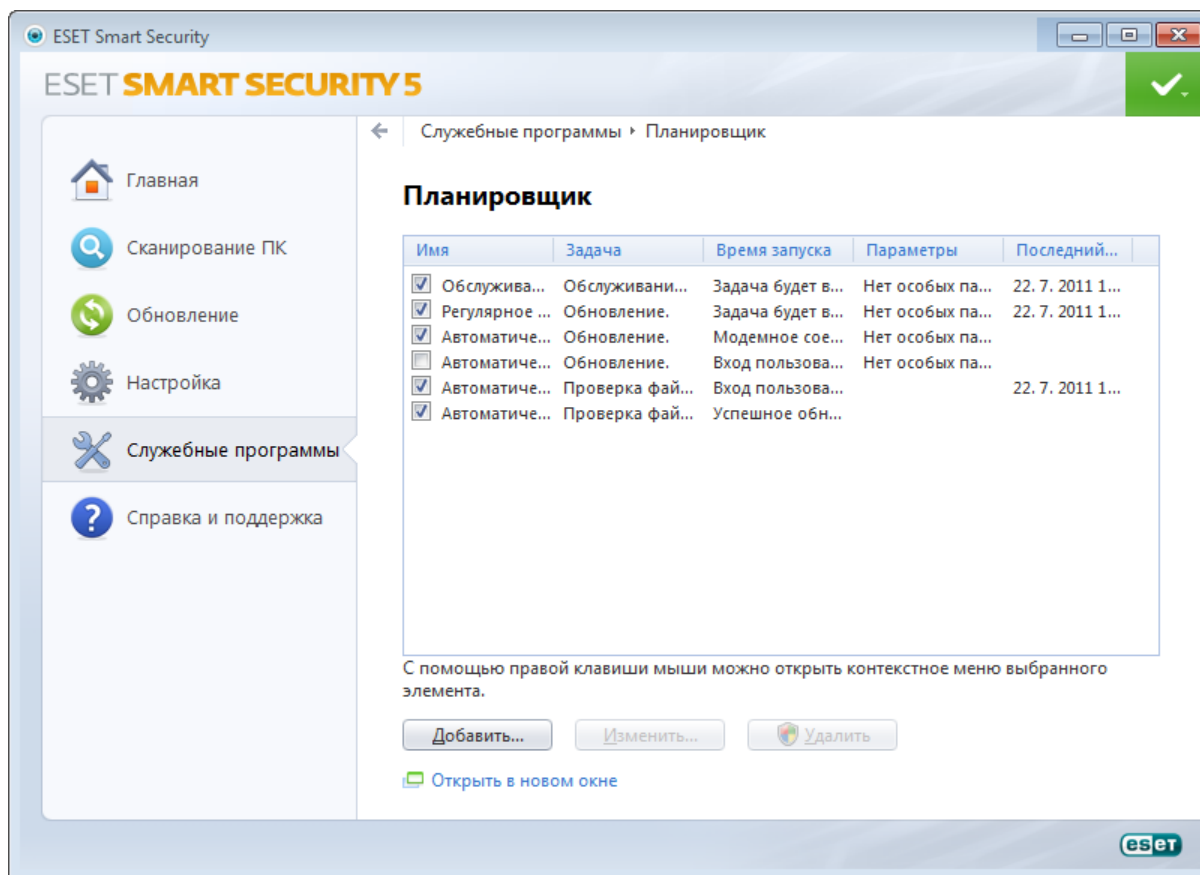 ESET Smart Security
ESET SMART SECURITY 5
Служебные программы ‣ Планировщик
Главная
Сканирование ПК
Обновление
Настройка
Служебные программы
Справка и поддержка
Планировщик
Имя Задача Время запуска Параметры Последний...
Обслужива... Обслуживани... Задача будет в... Нет особых па... 22. 7. 2011 1...
Регулярное ... Обновление. Задача будет в... Нет особых па... 22. 7. 2011 1...
Автоматиче... Обновление. Модемное сое... Нет особых па...
Автоматиче... Обновление. Вход пользова... Нет особых па...
Автоматиче... Проверка фай... Вход пользова... 22. 7. 2011 1...
Автоматиче... Проверка фай... Успешное обн...
С помощью правой клавиши мыши можно открыть контекстное меню выбранного
элемента.
Добавить... Изменить... Удалить
Открыть в новом окне
eset